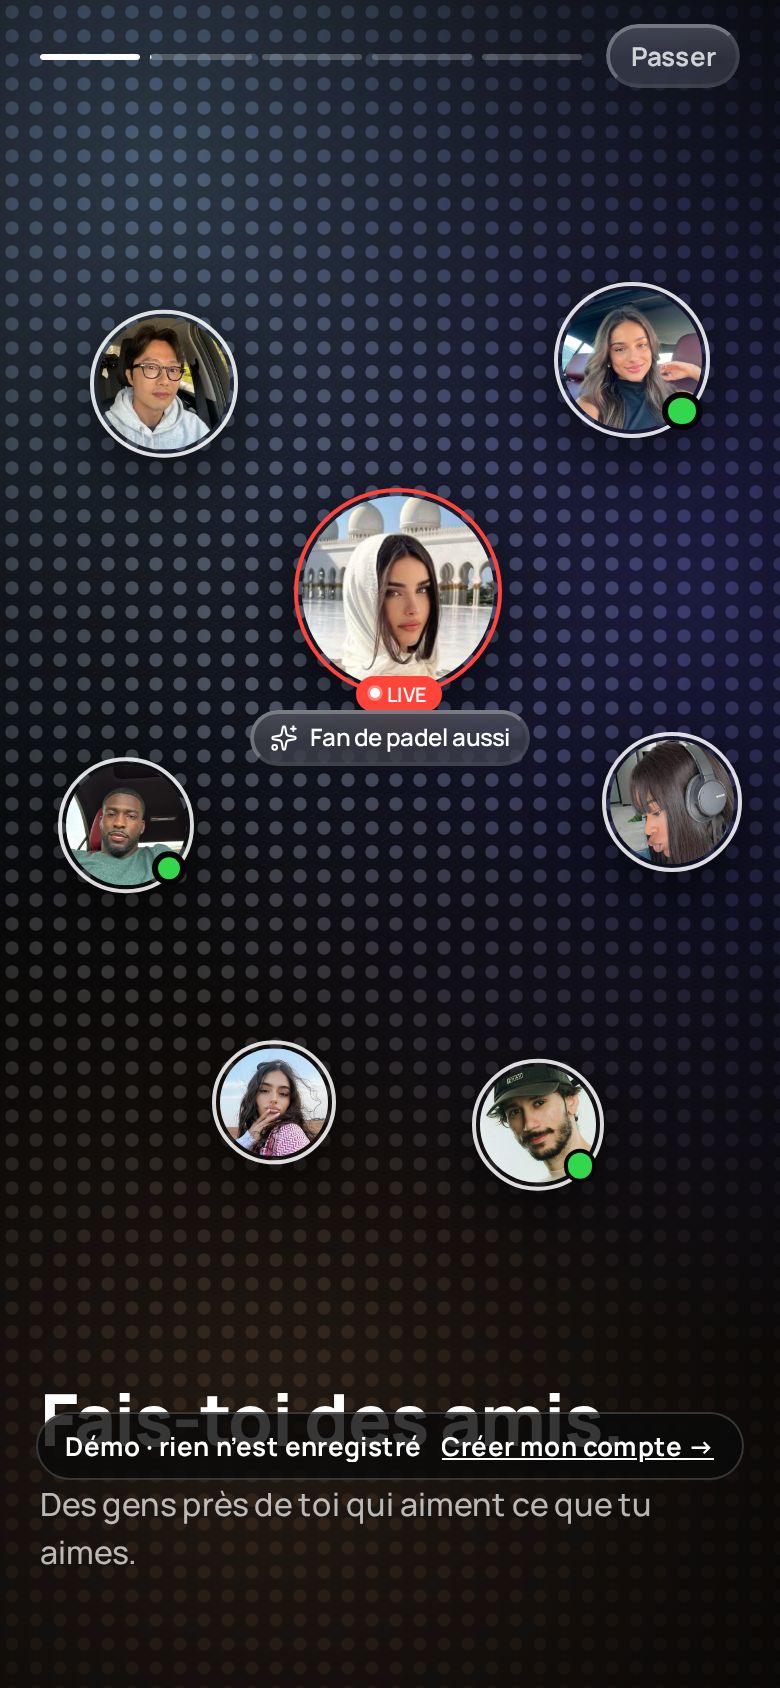 Passer
LIVE
Fan de padel aussi
Fais-toi des amis.
Démo · rien n’est enregistré Créer mon compte →
Des gens près de toi qui aiment ce que tu
aimes.